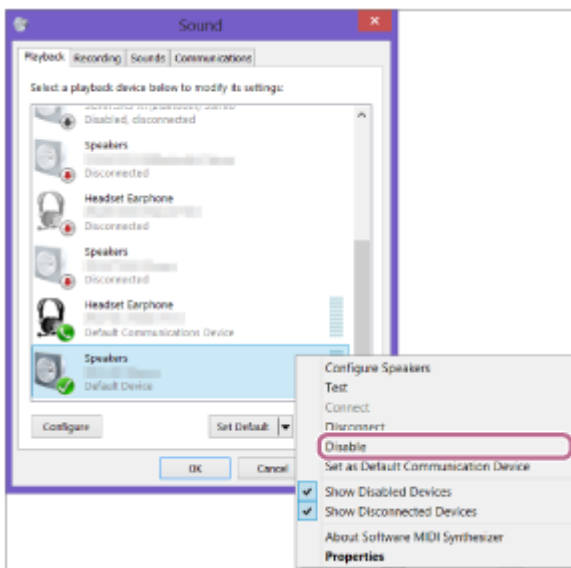 Sound
Playback Recording Sounds Communications
Select a playback device below to modify its settings:
Disabled, disconnected
Speakers
Disconnected
Headset Earphone
Disconnected
Speakers
Disconnected
Headset Earphone
Default Communications Device
Speakers
Default Device
Configure
Set Default
OK
Cancel
Configure Speakers
Test
Connect
Disconnect
Disable
Set as Default Communication Device
Show Disabled Devices
Show Disconnected Devices
About Software MIDI Synthesizer
Properties